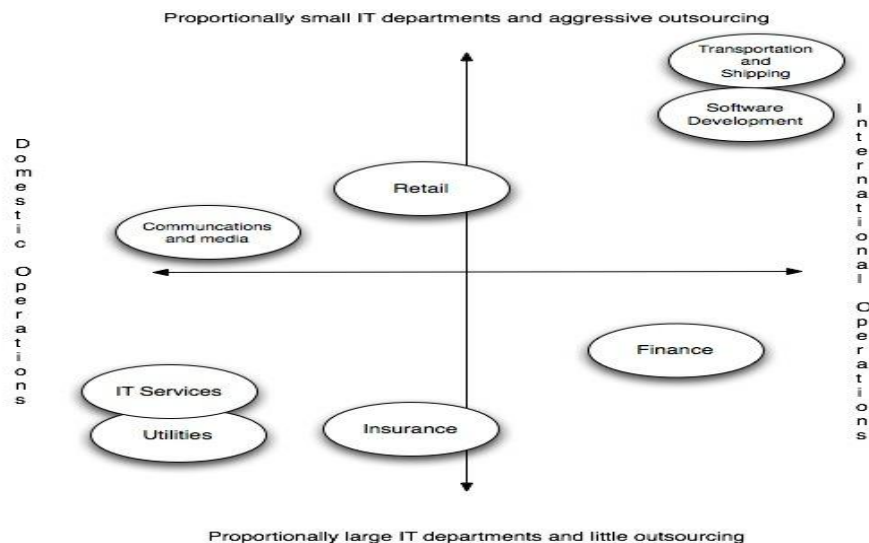 Proportionally small IT departments and aggressive outsourcing
Transportation
and
Shipping
Software
Development
Domestic Operations
International Operations
Retail
Communcations
and media
Finance
IT Services
Utilities
Insurance
Proportionally large IT departments and little outsourcing